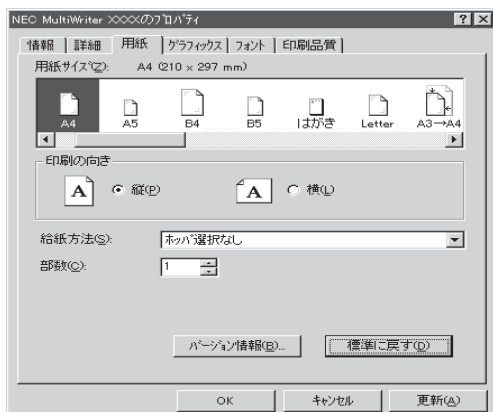 NEC MultiWriter XXXXのﾌﾟﾛﾊﾟﾃｨ
情報 詳細 用紙 ｸﾞﾗﾌｨｯｸｽ ﾌｫﾝﾄ 印刷品質
用紙ｻｲｽﾞ(Z): A4 (210 × 297 mm)
A4 A5 B4 B5 はがき Letter A3→A4
印刷の向き
A 縦(P) A 横(L)
給紙方法(S): ﾎｯﾊﾟ選択なし
部数(C): 1
ﾊﾞｰｼﾞｮﾝ情報(B)... 標準に戻す(D)
OK ｷｬﾝｾﾙ 更新(A)